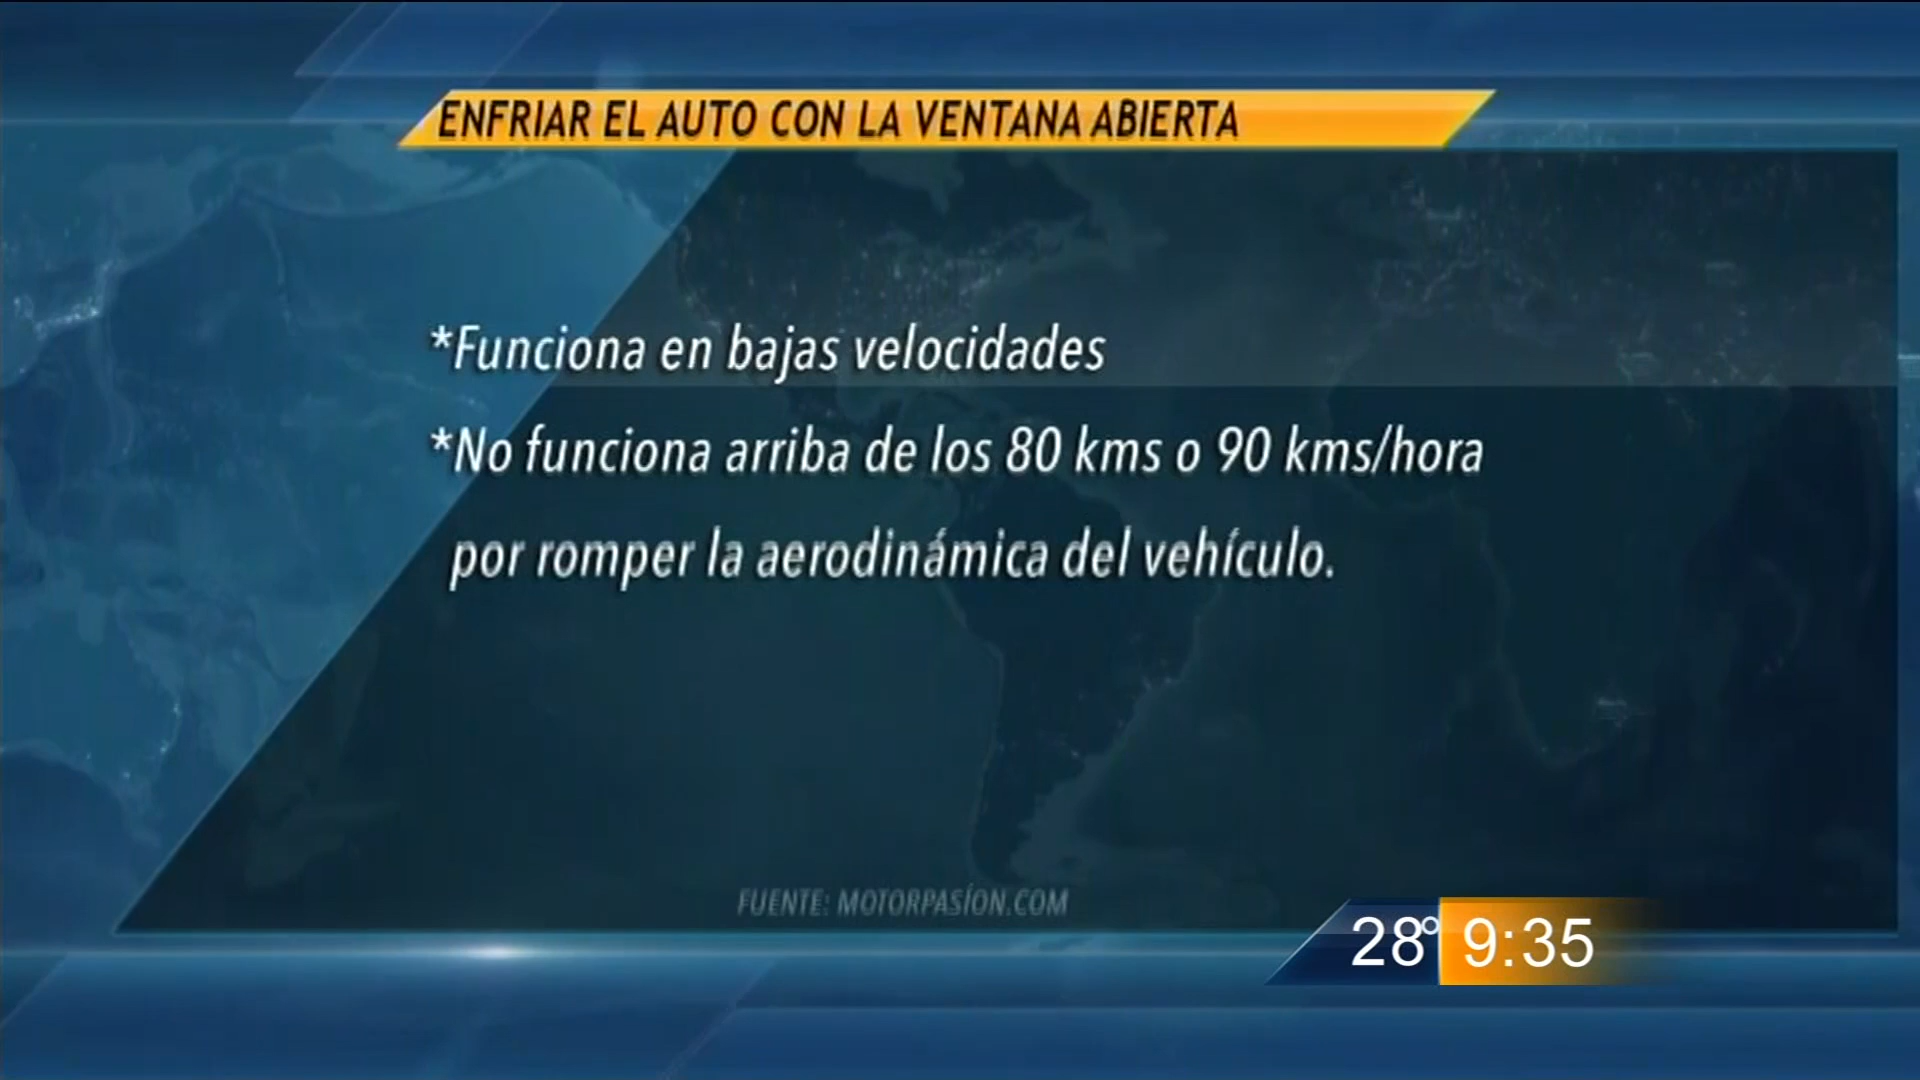 ENFRIAR EL AUTO CON LA VENTANA ABIERTA
*Funciona en bajas velocidades
*No funciona arriba de los 80 kms o 90 kms/hora
por romper la aerodinámica del vehículo.
FUENTE: MOTORPASÍON.COM
28° 9:35